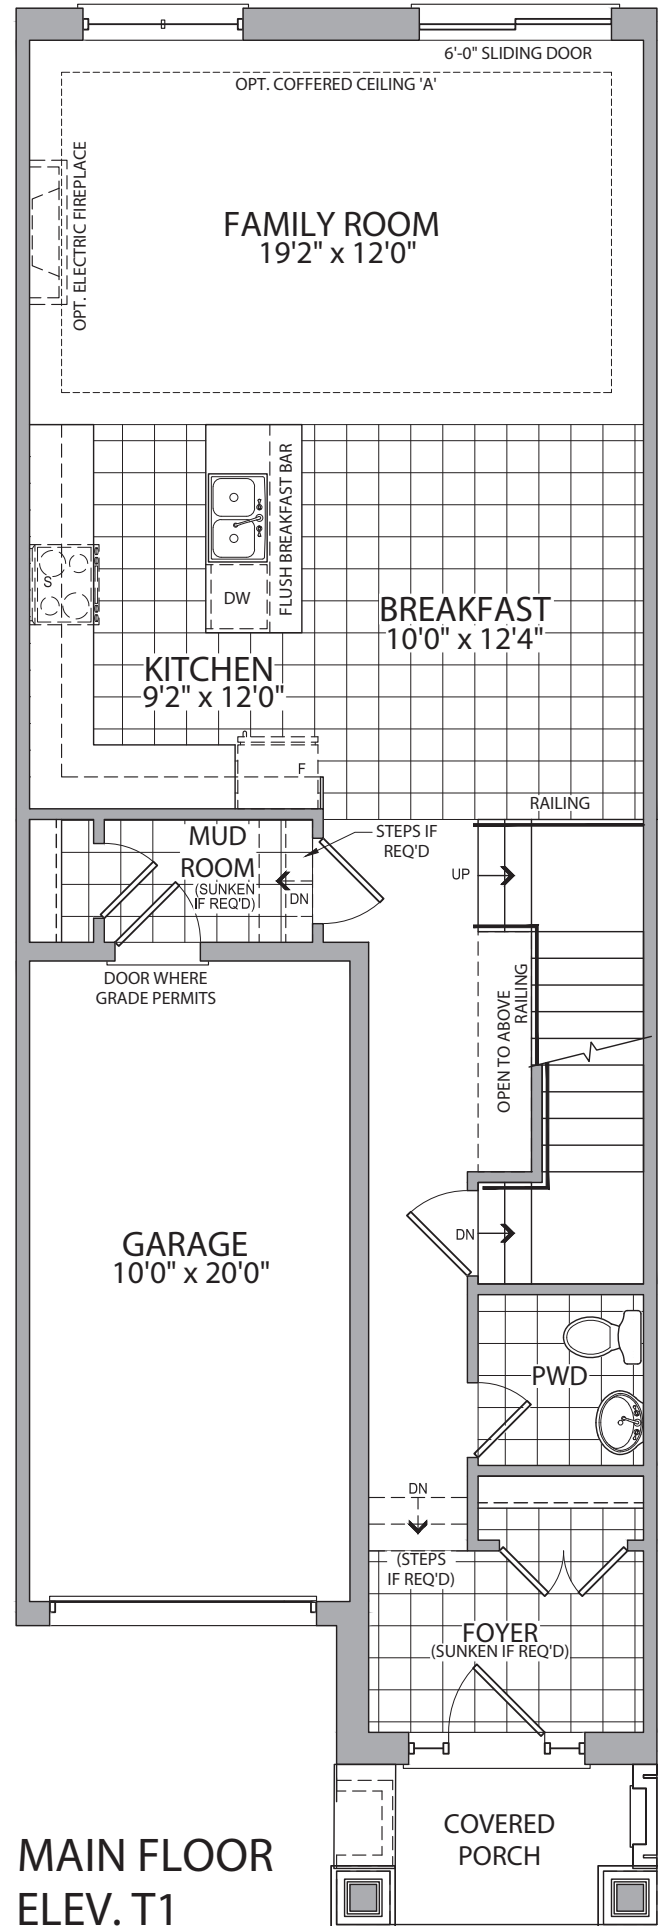 6'-0" SLIDING DOOR
OPT. COFFERED CEILING 'A'
OPT. ELECTRIC FIREPLACE
FAMILY ROOM
19'2" x 12'0"
FLUSH BREAKFAST BAR
S
DW
BREAKFAST
10'0" x 12'4"
KITCHEN
9'2" x 12'0"
F
RAILING
MUD
ROOM
(SUNKEN
IF REQ'D)
DN
STEPS IF
REQ'D
UP
DOOR WHERE
GRADE PERMITS
OPEN TO ABOVE
RAILING
DN
GARAGE
10'0" x 20'0"
PWD
DN
(STEPS
IF REQ'D)
FOYER
(SUNKEN IF REQ'D)
COVERED
PORCH
MAIN FLOOR
ELEV. T1